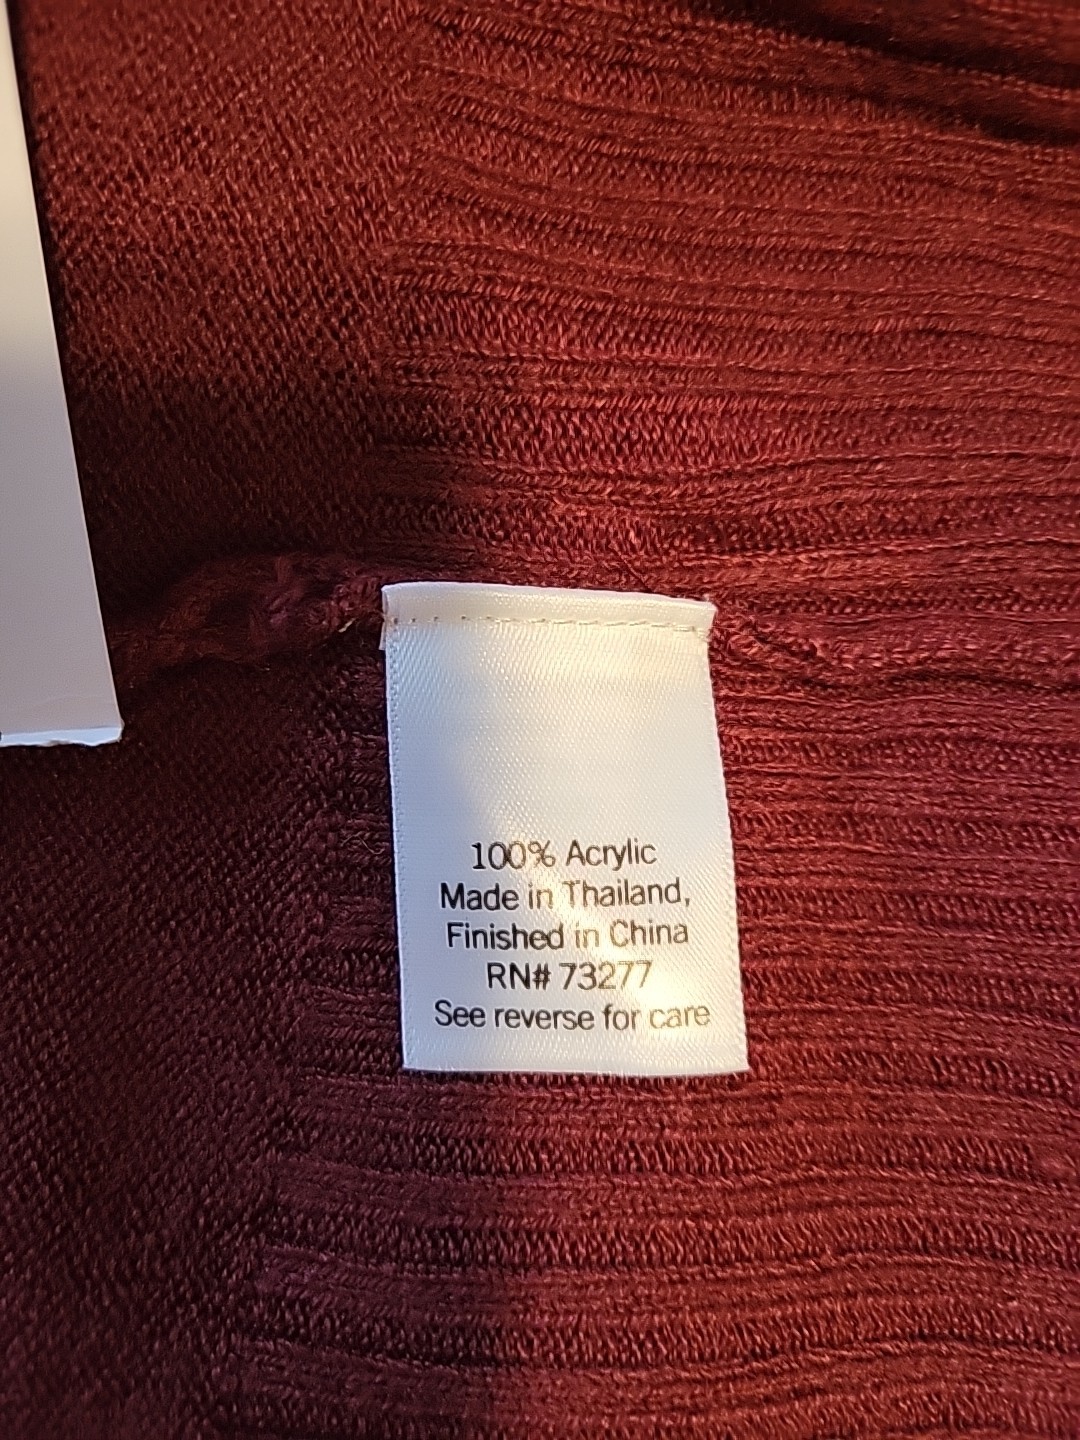 100% Acrylic
Made in Thailand,
Finished in China
RN# 73277
See reverse for care